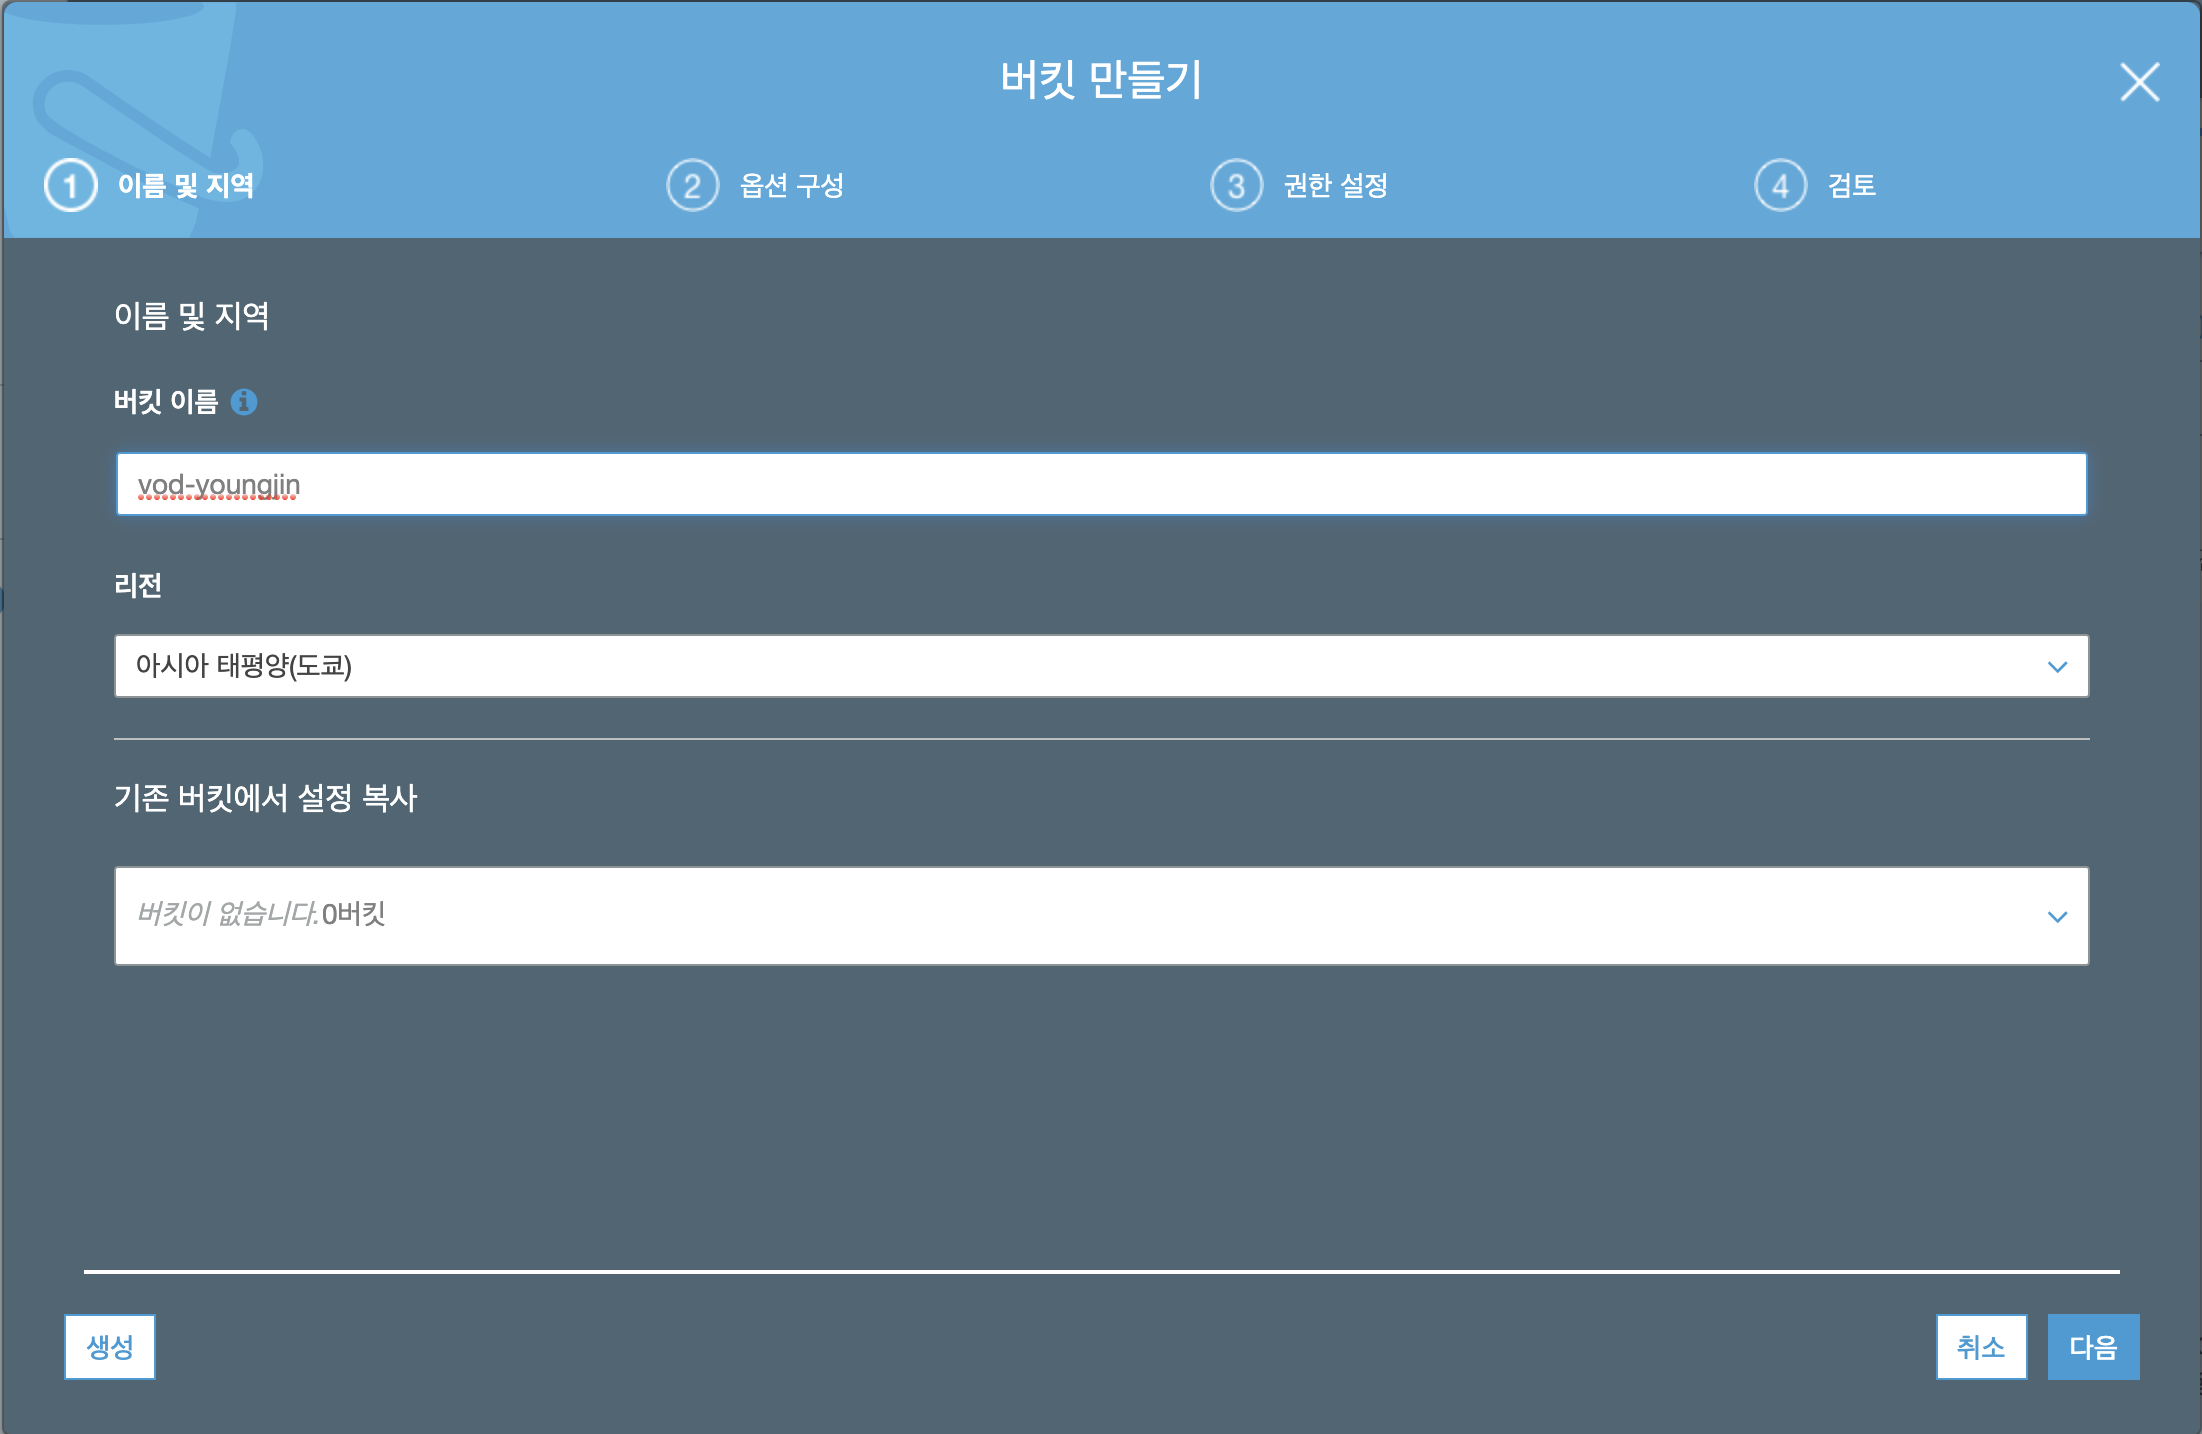 버킷 만들기
1 이름 및 지역
2 옵션 구성
3 권한 설정
4 검토
이름 및 지역
버킷 이름
vod-youngjin
리전
아시아 태평양(도쿄)
기존 버킷에서 설정 복사
버킷이 없습니다.0버킷
생성
취소
다음